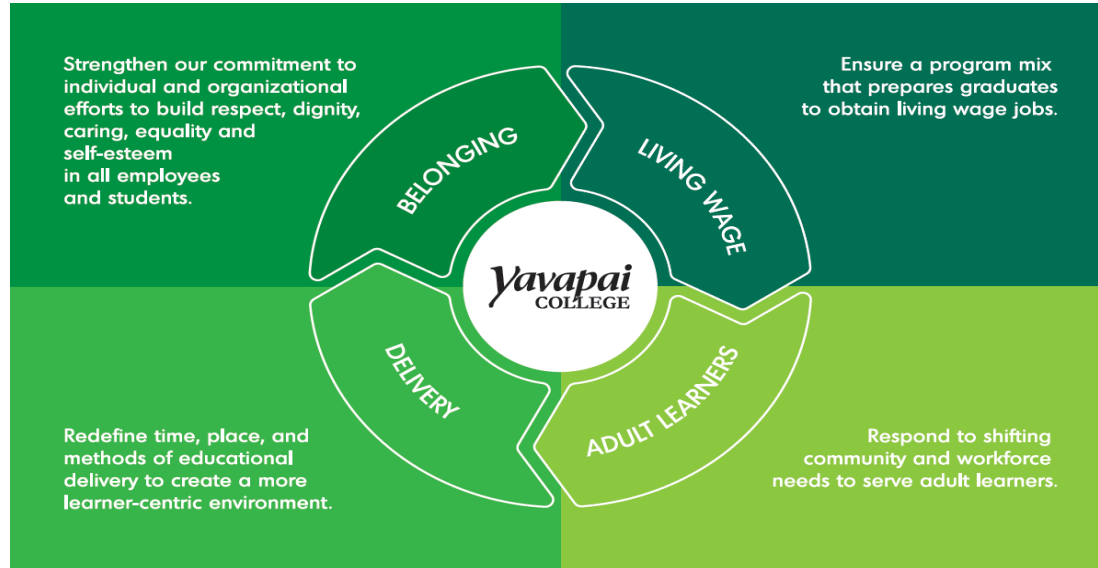 Strengthen our commitment to
individual and organizational
efforts to build respect, dignity,
caring, equality and
self-esteem
in all employees
and students.
BELONGING
LIVING WAGE
Ensure a program mix
that prepares graduates
to obtain living wage jobs.
Yavapai
COLLEGE
DELIVERY
ADULT LEARNERS
Redefine time, place, and
methods of educational
delivery to create a more
learner-centric environment.
Respond to shifting
community and workforce
needs to serve adult learners.